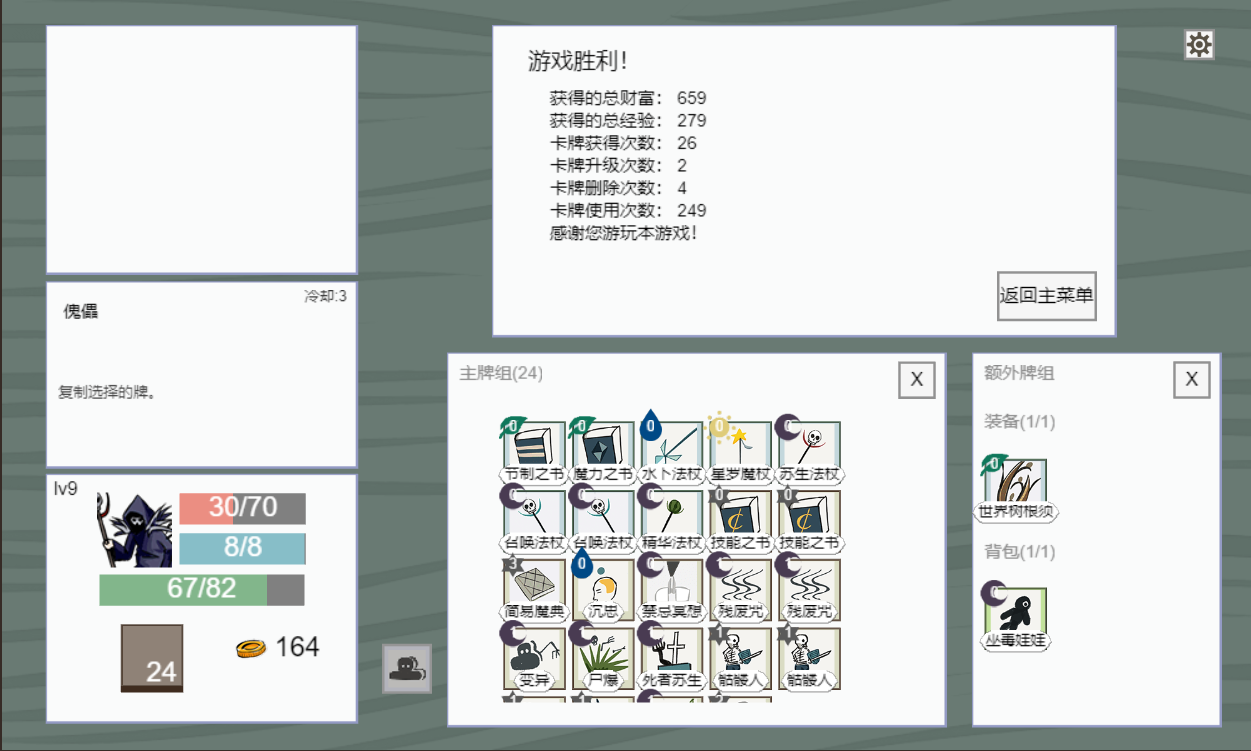 游戏胜利！
获得的总财富： 659
获得的总经验： 279
卡牌获得次数： 26
卡牌升级次数： 2
卡牌删除次数： 4
卡牌使用次数： 249
感谢您游玩本游戏！
返回主菜单
冷却:3
傀儡
复制选择的牌。
lv9
30/70
8/8
67/82
24
164
主牌组(24)
X
0 0 0 0
节制之书 魔力之书 水卜法杖 星罗魔杖 苏生法杖
0 0
召唤法杖 召唤法杖 精华法杖 技能之书 技能之书
3 0 0 1 1
简易魔典 沉思 禁忌冥想 残废咒 残废咒
1 1
变异 尸爆 死者苏生 骷髅人 骷髅人
额外牌组
X
装备(1/1)
0
世界树根须
背包(1/1)
坐毒娃娃